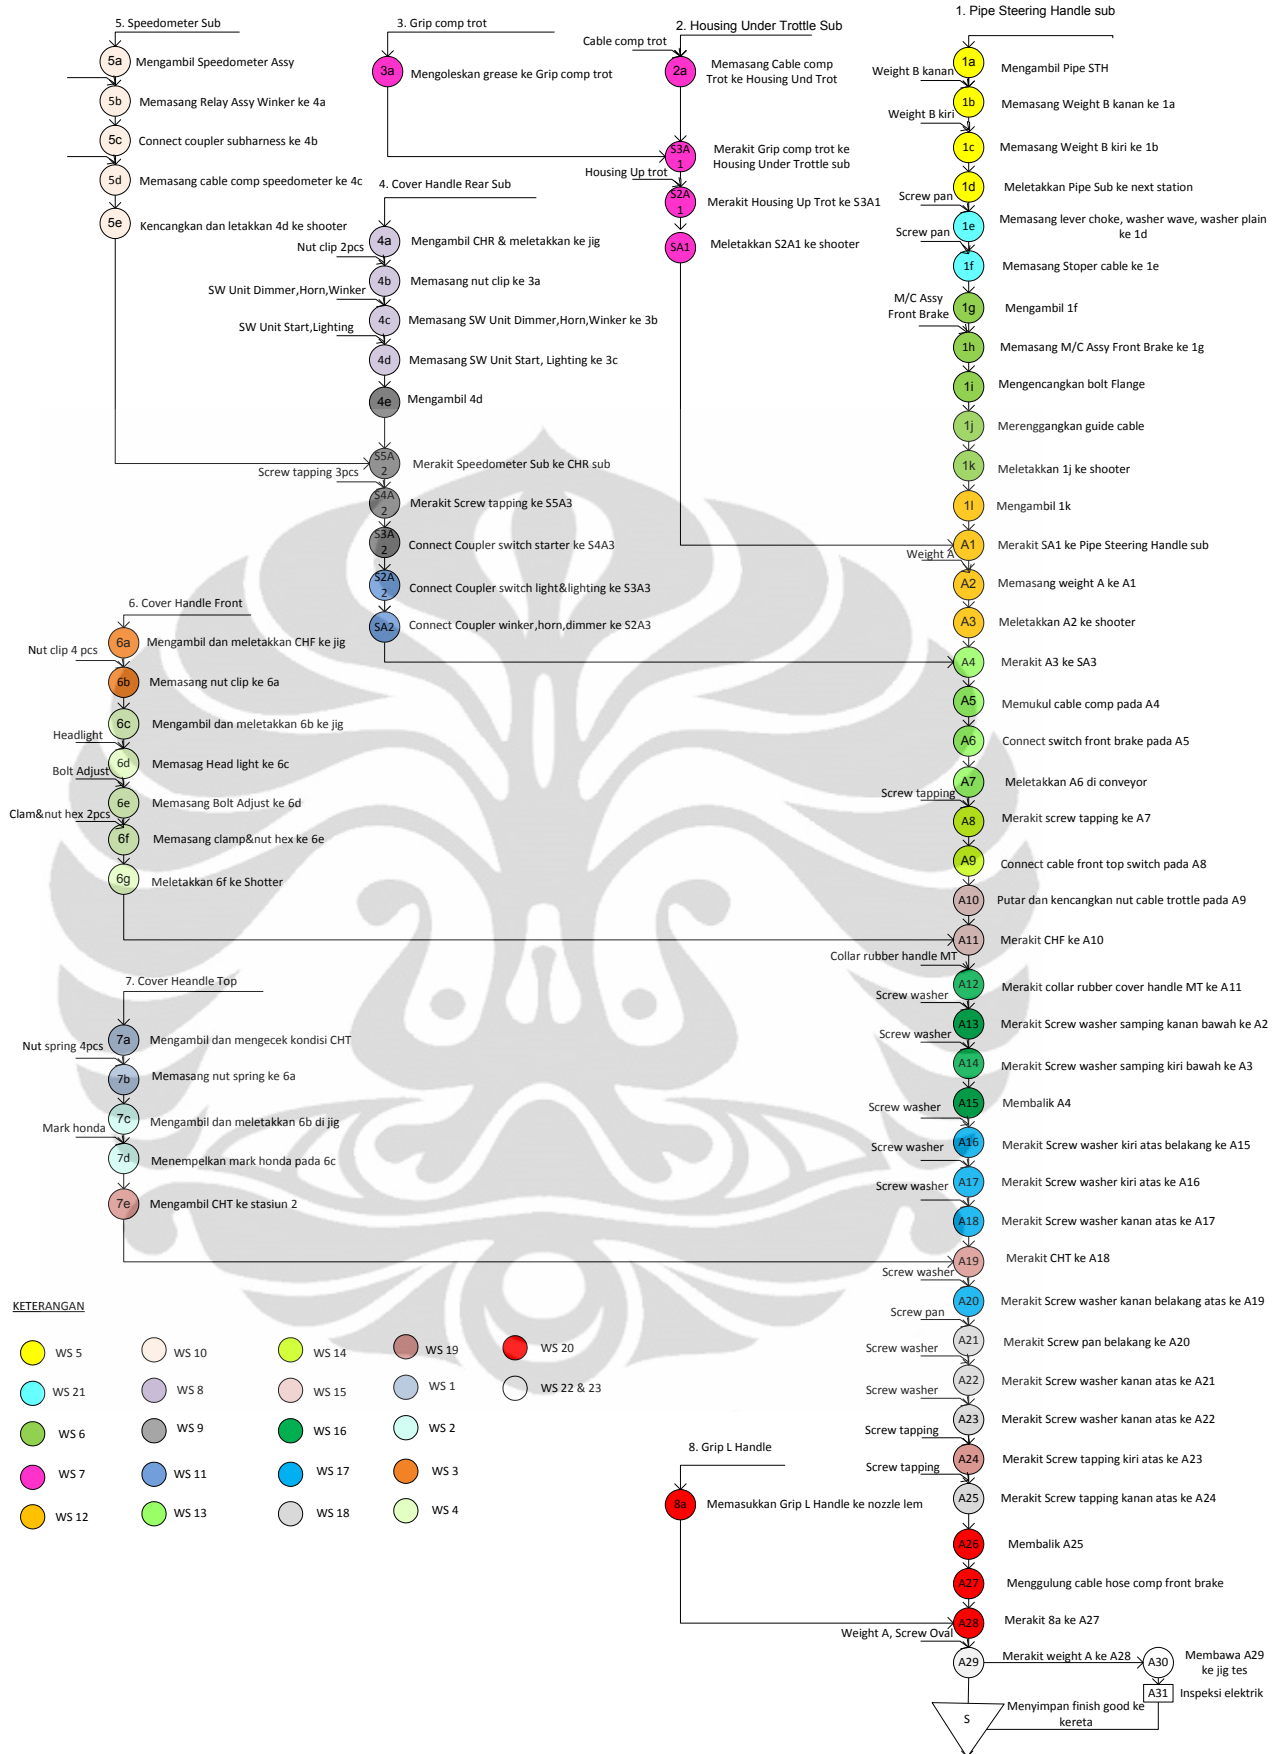 5. Speedometer Sub
5a
Mengambil Speedometer Assy
5b
Memasang Relay Assy Winker ke 4a
5c
Connect coupler subharness ke 4b
5d
Memasang cable comp speedometer ke 4c
5e
Kencangkan dan letakkan 4d ke shooter
3. Grip comp trot
3a
Mengoleskan grease ke Grip comp trot
2. Housing Under Trottle Sub
Cable comp trot
2a
Memasang Cable comp
Trot ke Housing Und Trot
S3A
1
Merakit Grip comp trot ke
Housing Under Trottle sub
Housing Up trot
S2A
1
Merakit Housing Up Trot ke S3A1
SA1
Meletakkan S2A1 ke shooter
4. Cover Handle Rear Sub
4a
Mengambil CHR & meletakkan ke jig
Nut clip 2pcs
4b
Memasang nut clip ke 3a
SW Unit Dimmer,Horn,Winker
4c
Memasang SW Unit Dimmer,Horn,Winker ke 3b
SW Unit Start,Lighting
4d
Memasang SW Unit Start, Lighting ke 3c
4e
Mengambil 4d
S5A
2
Merakit Speedometer Sub ke CHR sub
Screw tapping 3pcs
S4A
2
Merakit Screw tapping ke S5A3
S3A
2
Connect Coupler switch starter ke S4A3
S2A
2
Connect Coupler switch light&lighting ke S3A3
SA2
Connect Coupler winker,horn,dimmer ke S2A3
1. Pipe Steering Handle sub
1a
Mengambil Pipe STH
Weight B kanan
1b
Memasang Weight B kanan ke 1a
Weight B kiri
1c
Memasang Weight B kiri ke 1b
1d
Meletakkan Pipe Sub ke next station
Screw pan
1e
Memasang lever choke, washer wave, washer plain
ke 1d
Screw pan
1f
Memasang Stoper cable ke 1e
M/C Assy
Front Brake
1g
Mengambil 1f
1h
Memasang M/C Assy Front Brake ke 1g
1i
Mengencangkan bolt Flange
1j
Merenggangkan guide cable
1k
Meletakkan 1j ke shooter
1l
Mengambil 1k
A1
Merakit SA1 ke Pipe Steering Handle sub
Weight A
A2
Memasang weight A ke A1
A3
Meletakkan A2 ke shooter
A4
Merakit A3 ke SA3
A5
Memukul cable comp pada A4
A6
Connect switch front brake pada A5
A7
Meletakkan A6 di conveyor
Screw tapping
A8
Merakit screw tapping ke A7
A9
Connect cable front top switch pada A8
A10
Putar dan kencangkan nut cable trottle pada A9
A11
Merakit CHF ke A10
Collar rubber handle MT
A12
Merakit collar rubber cover handle MT ke A11
Screw washer
A13
Merakit Screw washer samping kanan bawah ke A2
Screw washer
A14
Merakit Screw washer samping kiri bawah ke A3
A15
Membalik A4
Screw washer
A16
Merakit Screw washer kiri atas belakang ke A15
Screw washer
A17
Merakit Screw washer kiri atas ke A16
Screw washer
A18
Merakit Screw washer kanan atas ke A17
A19
Merakit CHT ke A18
Screw washer
A20
Merakit Screw washer kanan belakang atas ke A19
Screw pan
A21
Merakit Screw pan belakang ke A20
Screw washer
A22
Merakit Screw washer kanan atas ke A21
Screw washer
A23
Merakit Screw washer kanan atas ke A22
Screw tapping
A24
Merakit Screw tapping kiri atas ke A23
Screw tapping
A25
Merakit Screw tapping kanan atas ke A24
A26
Membalik A25
A27
Menggulung cable hose comp front brake
A28
Merakit 8a ke A27
Weight A, Screw Oval
A29
Merakit weight A ke A28
A30
Membawa A29
ke jig tes
A31
Inspeksi elektrik
S
Menyimpan finish good ke
kereta
6. Cover Handle Front
6a
Mengambil dan meletakkan CHF ke jig
Nut clip 4 pcs
6b
Memasang nut clip ke 6a
6c
Mengambil dan meletakkan 6b ke jig
Headlight
6d
Memasag Head light ke 6c
Bolt Adjust
6e
Memasang Bolt Adjust ke 6d
Clam&nut hex 2pcs
6f
Memasang clamp&nut hex ke 6e
6g
Meletakkan 6f ke Shotter
7. Cover Heandle Top
7a
Mengambil dan mengecek kondisi CHT
Nut spring 4pcs
7b
Memasang nut spring ke 6a
7c
Mengambil dan meletakkan 6b di jig
Mark honda
7d
Menempelkan mark honda pada 6c
7e
Mengambil CHT ke stasiun 2
8. Grip L Handle
8a
Memasukkan Grip L Handle ke nozzle lem
KETERANGAN
WS 5
WS 10
WS 14
WS 19
WS 20
WS 21
WS 8
WS 15
WS 1
WS 22 & 23
WS 6
WS 9
WS 16
WS 2
WS 7
WS 11
WS 17
WS 3
WS 12
WS 13
WS 18
WS 4